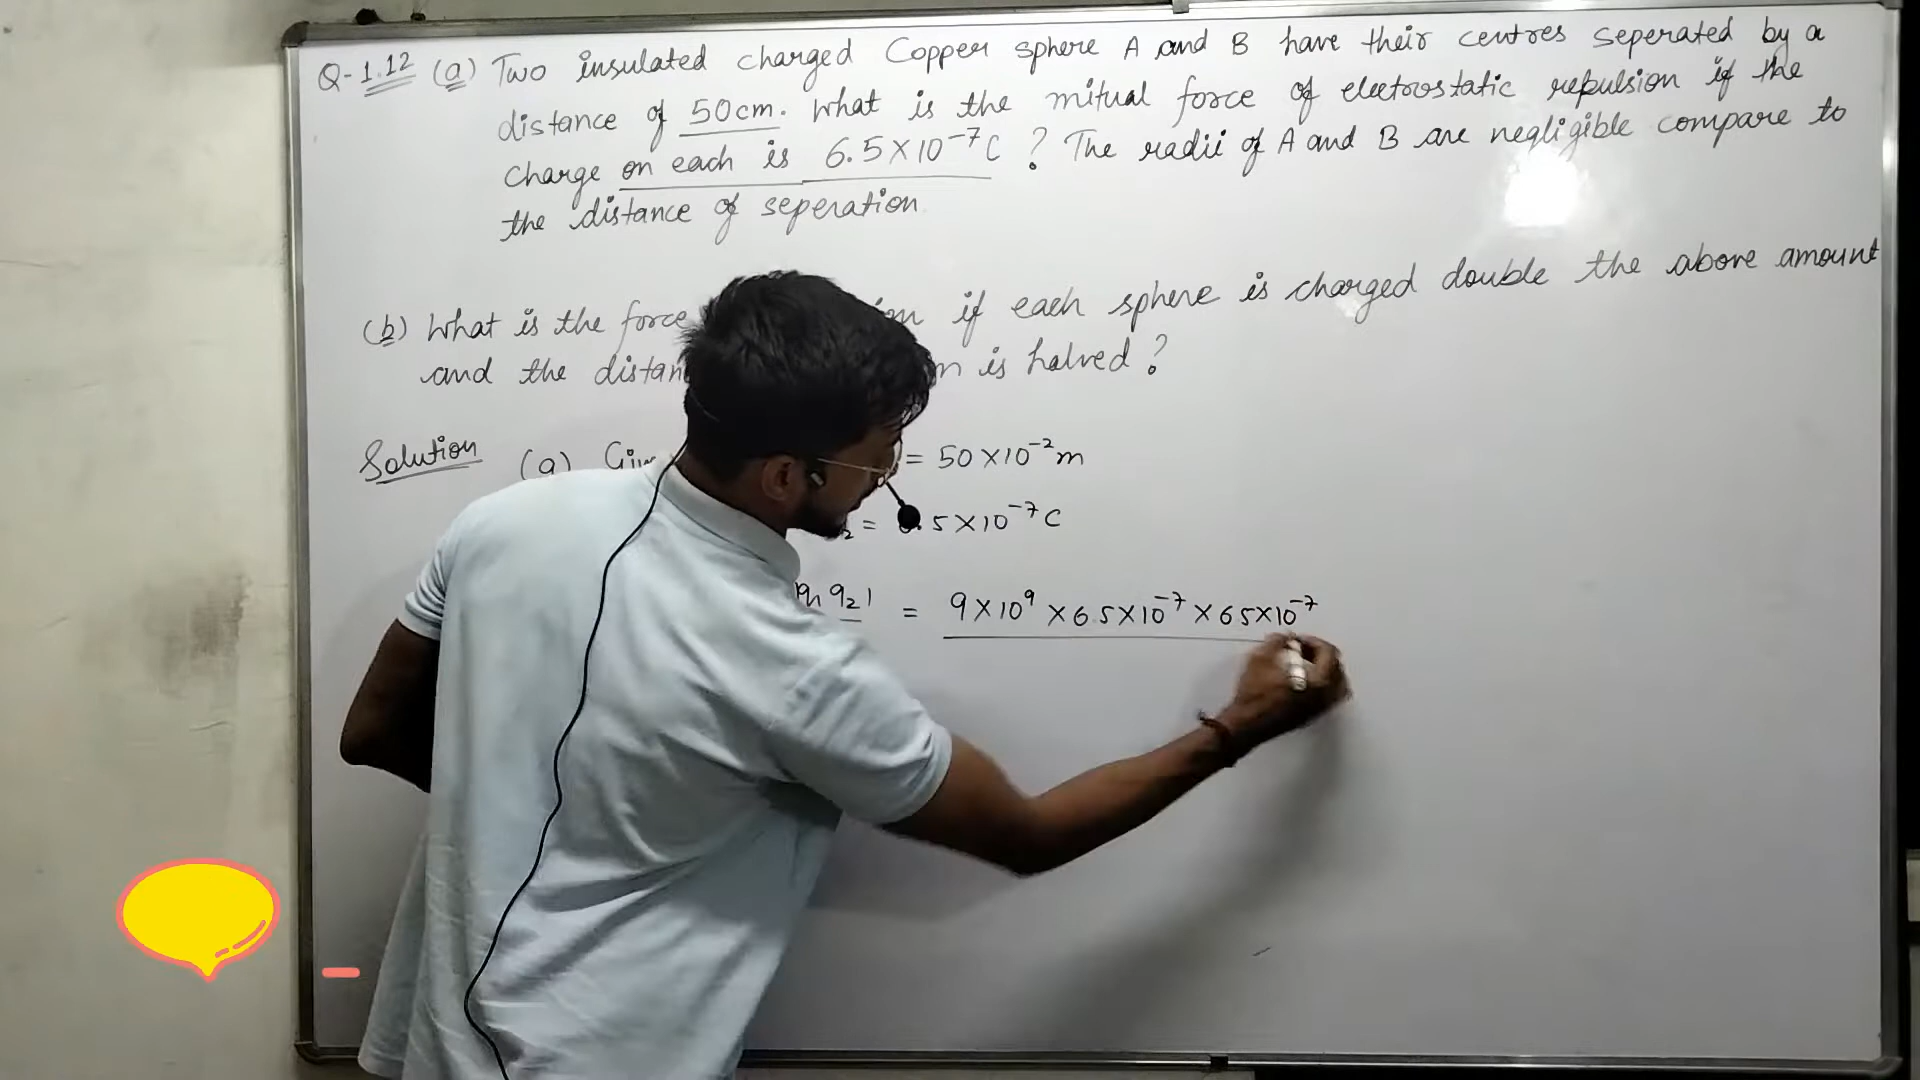 Q-1.12 (a) Two insulated charged Copper sphere A and B have their centres seperated by a
distance of 50cm. What is the mitual force of electrostatic repulsion if the
charge on each is 6.5×10⁻⁷C ? The radii of A and B are negligible compare to
the distance of seperation
(b) What is the force if each sphere is charged double the above amount
and the is halved ?
Solution (a) = 50×10⁻²m
= 5×10⁻⁷C
q₂| = 9×10⁹ ×6.5×10⁻⁷×6.5×10⁻⁷